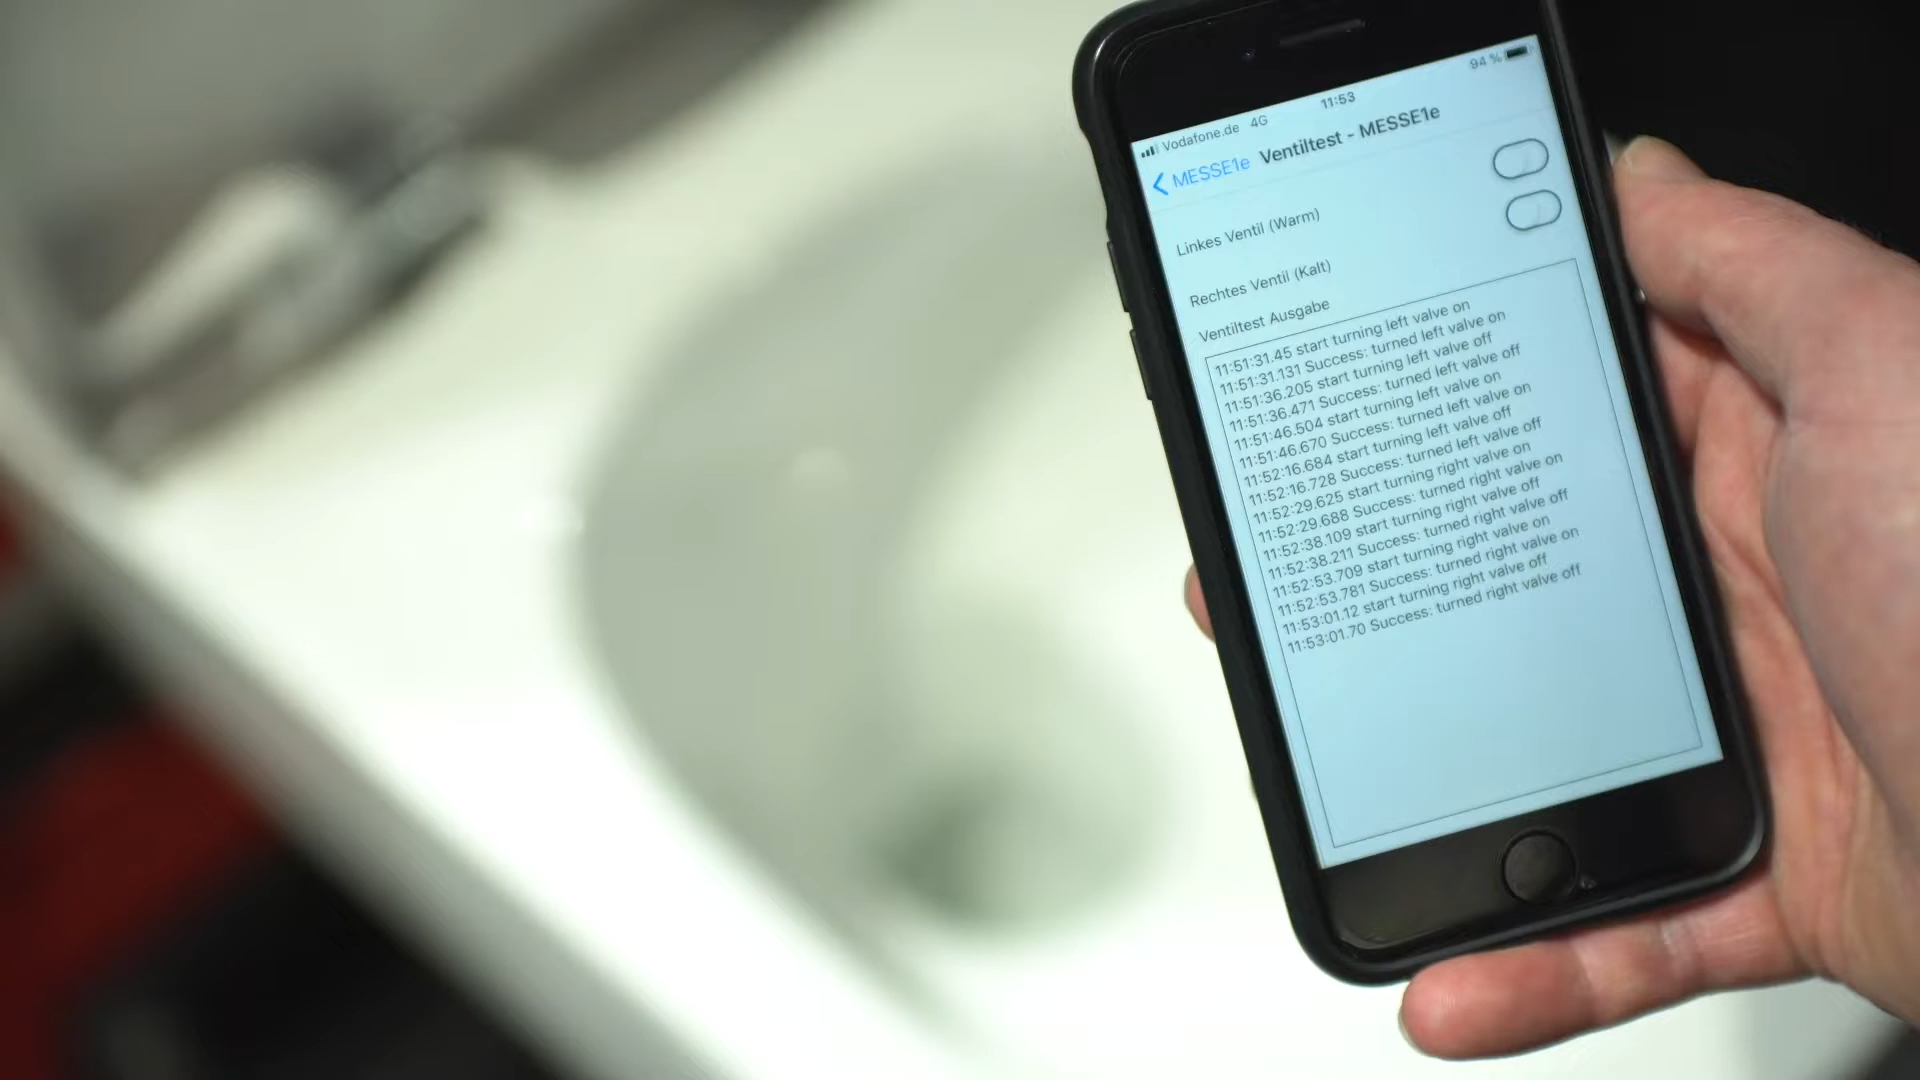 94 %
11:53
Vodafone.de 4G
MESSE1e Ventiltest - MESSE1e
Linkes Ventil (Warm)
Rechtes Ventil (Kalt)
Ventiltest Ausgabe
11:51:31.45 start turning left valve on
11:51:31.131 Success: turned left valve on
11:51:36.205 start turning left valve off
11:51:36.471 Success: turned left valve off
11:51:46.504 start turning left valve on
11:51:46.670 Success: turned left valve on
11:52:16.684 start turning left valve off
11:52:16.728 Success: turned left valve off
11:52:29.625 start turning right valve on
11:52:29.688 Success: turned right valve on
11:52:38.109 start turning right valve off
11:52:38.211 Success: turned right valve off
11:52:53.709 start turning right valve on
11:52:53.781 Success: turned right valve on
11:53:01.12 start turning right valve off
11:53:01.70 Success: turned right valve off